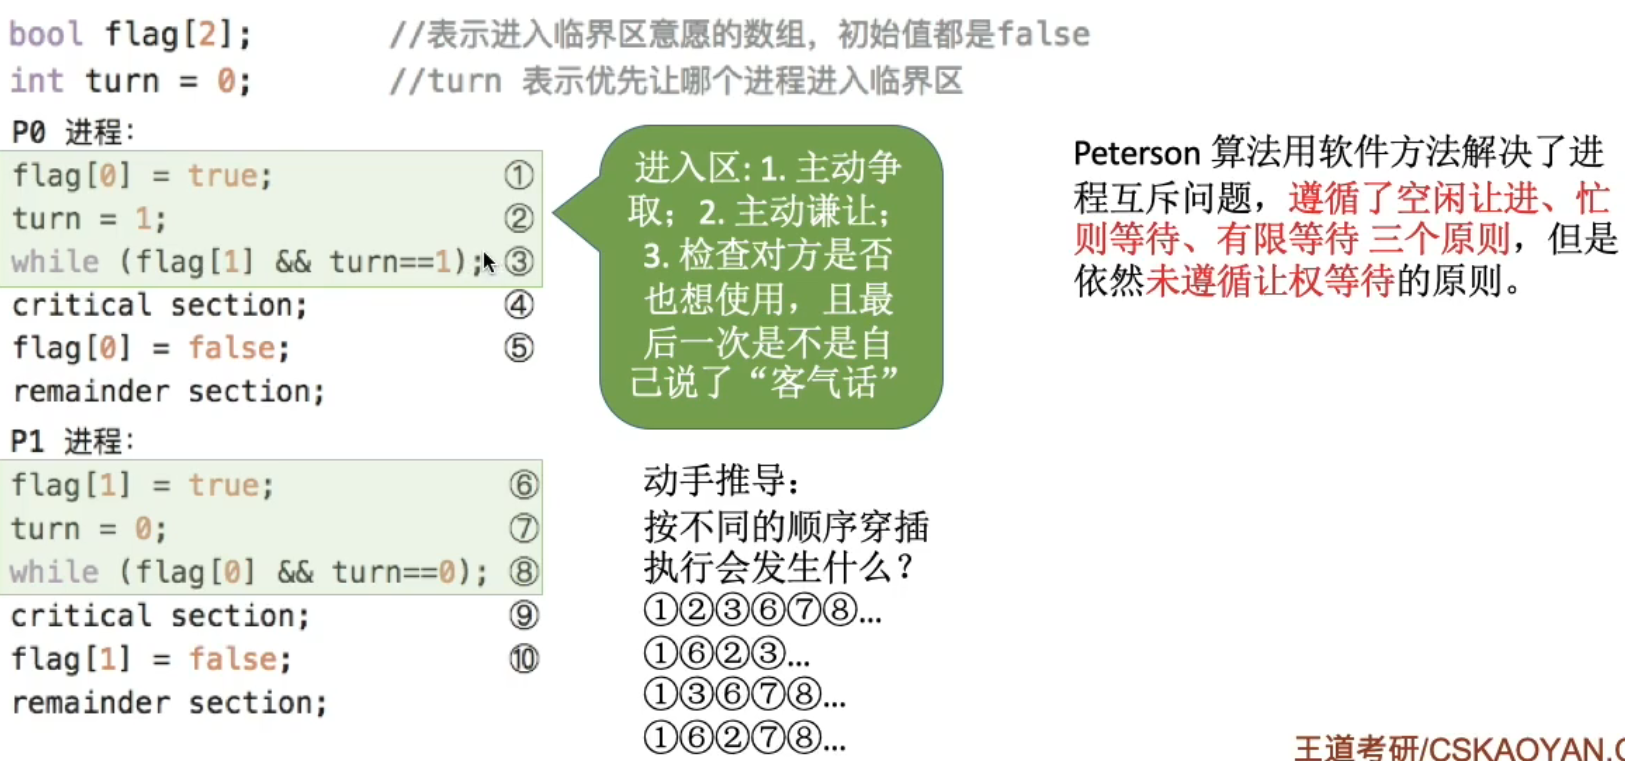 bool flag[2]; //表示进入临界区意愿的数组，初始值都是false
int turn = 0; //turn 表示优先让哪个进程进入临界区
P0 进程：
flag[0] = true; ①
turn = 1; ②
while (flag[1] && turn==1); ③
critical section; ④
flag[0] = false; ⑤
remainder section;
P1 进程：
flag[1] = true; ⑥
turn = 0; ⑦
while (flag[0] && turn==0); ⑧
critical section; ⑨
flag[1] = false; ⑩
remainder section;
进入区: 1. 主动争
取；2. 主动谦让；
3. 检查对方是否
也想使用，且最
后一次是不是自
己说了“客气话”
动手推导：
按不同的顺序穿插
执行会发生什么？
①②③⑥⑦⑧...
①⑥②③...
①③⑥⑦⑧...
①⑥②⑦⑧...
Peterson 算法用软件方法解决了进
程互斥问题，遵循了空闲让进、忙
则等待、有限等待 三个原则，但是
依然未遵循让权等待的原则。
王道考研/CSKAOYAN.